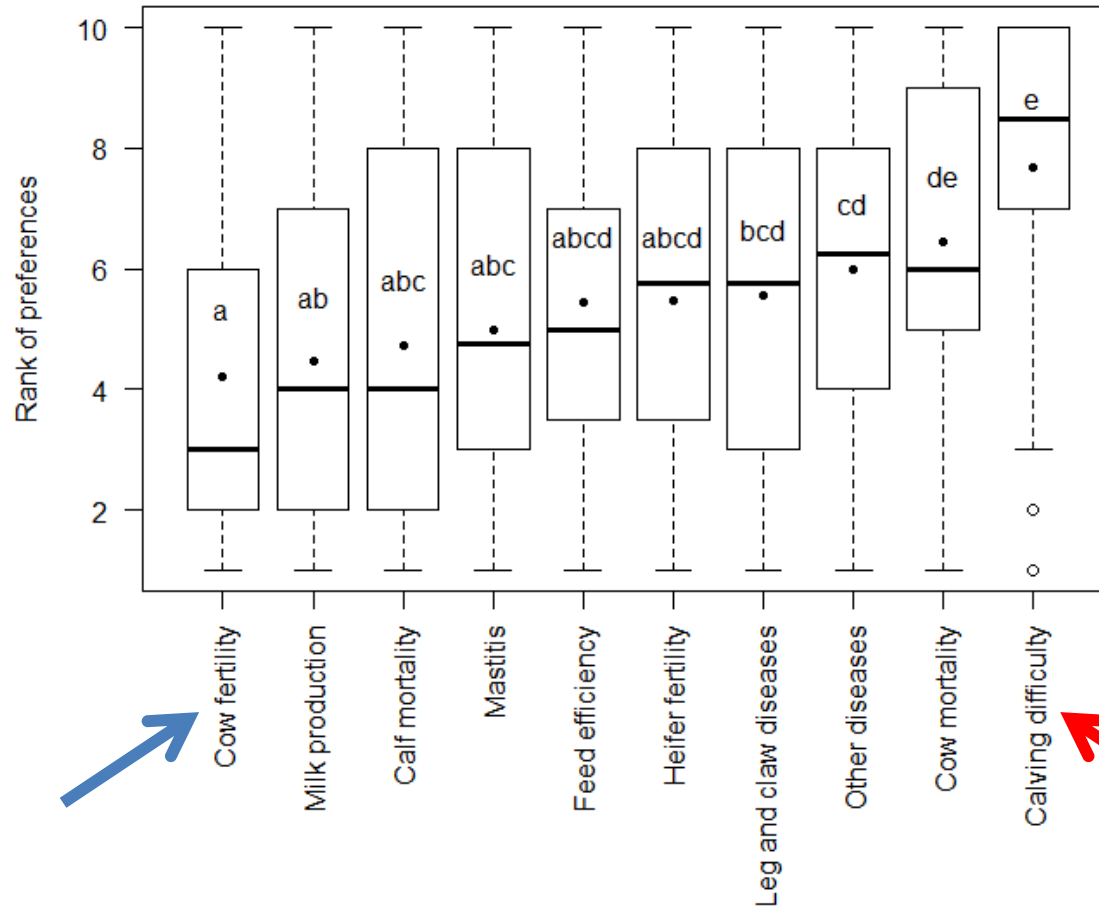 Rank of preferences
10
8
6
4
2
a
ab
abc
abc
abcd
abcd
bcd
cd
de
e
Cow fertility
Milk production
Calf mortality
Mastitis
Feed efficiency
Heifer fertility
Leg and claw diseases
Other diseases
Cow mortality
Calving difficulty